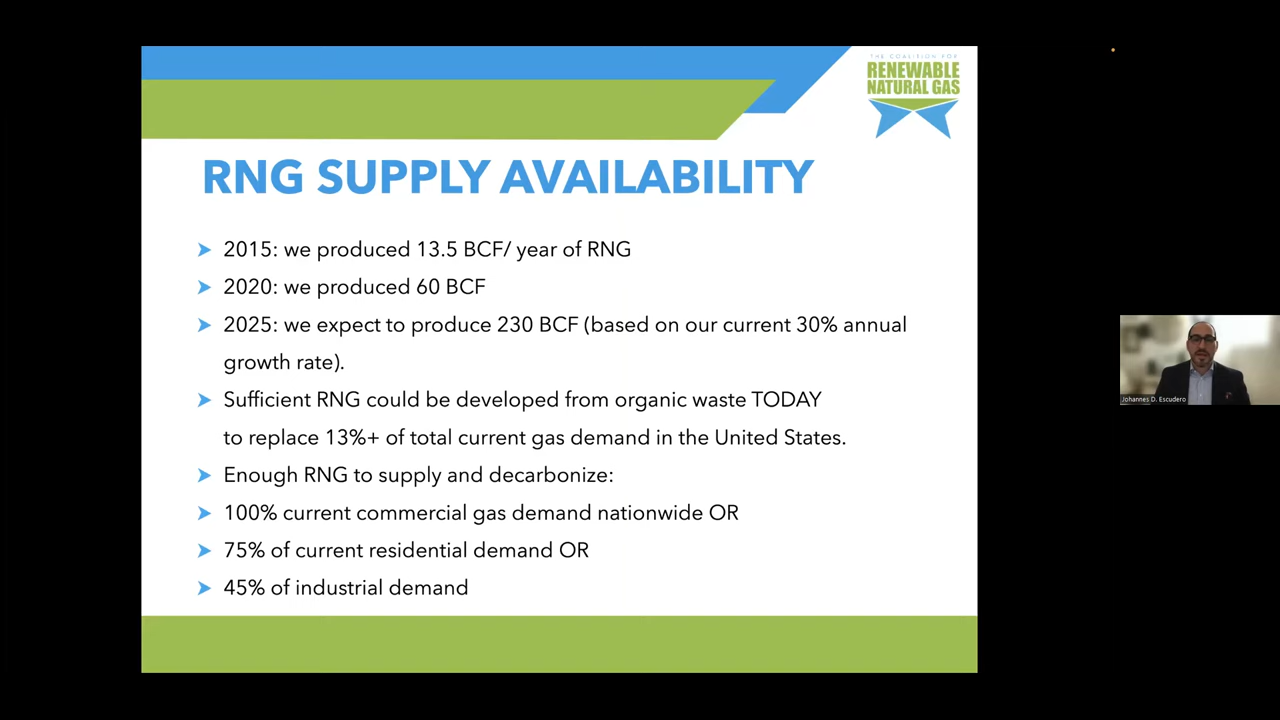 THE COALITION FOR
RENEWABLE
NATURAL GAS
RNG SUPPLY AVAILABILITY
2015: we produced 13.5 BCF/ year of RNG
2020: we produced 60 BCF
2025: we expect to produce 230 BCF (based on our current 30% annual
growth rate).
Sufficient RNG could be developed from organic waste TODAY
to replace 13%+ of total current gas demand in the United States.
Enough RNG to supply and decarbonize:
100% current commercial gas demand nationwide OR
75% of current residential demand OR
45% of industrial demand
Johannes D. Escudero